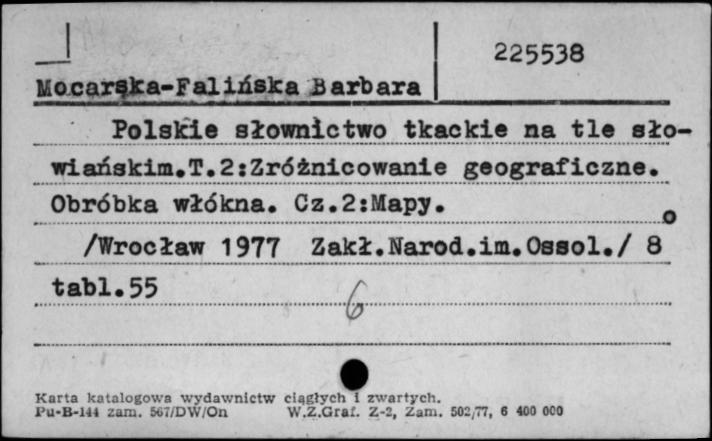 225538
Mocarska-Falińska Barbara
Polskie słownictwo tkackie na tle sło-
wiańskim.T.2:Zróżnicowanie geograficzne.
Obróbka włókna. Cz.2:Mapy.
/Wrocław 1977 Zakł.Narod.im.Ossol./ 8°
tabl.55
6
Karta katalogowa wydawnictw ciągłych i zwartych.
Pu-B-144 zam. 567/DW/On W.Z.Graf. Z-2, Zam. 502/77, 6 400 000